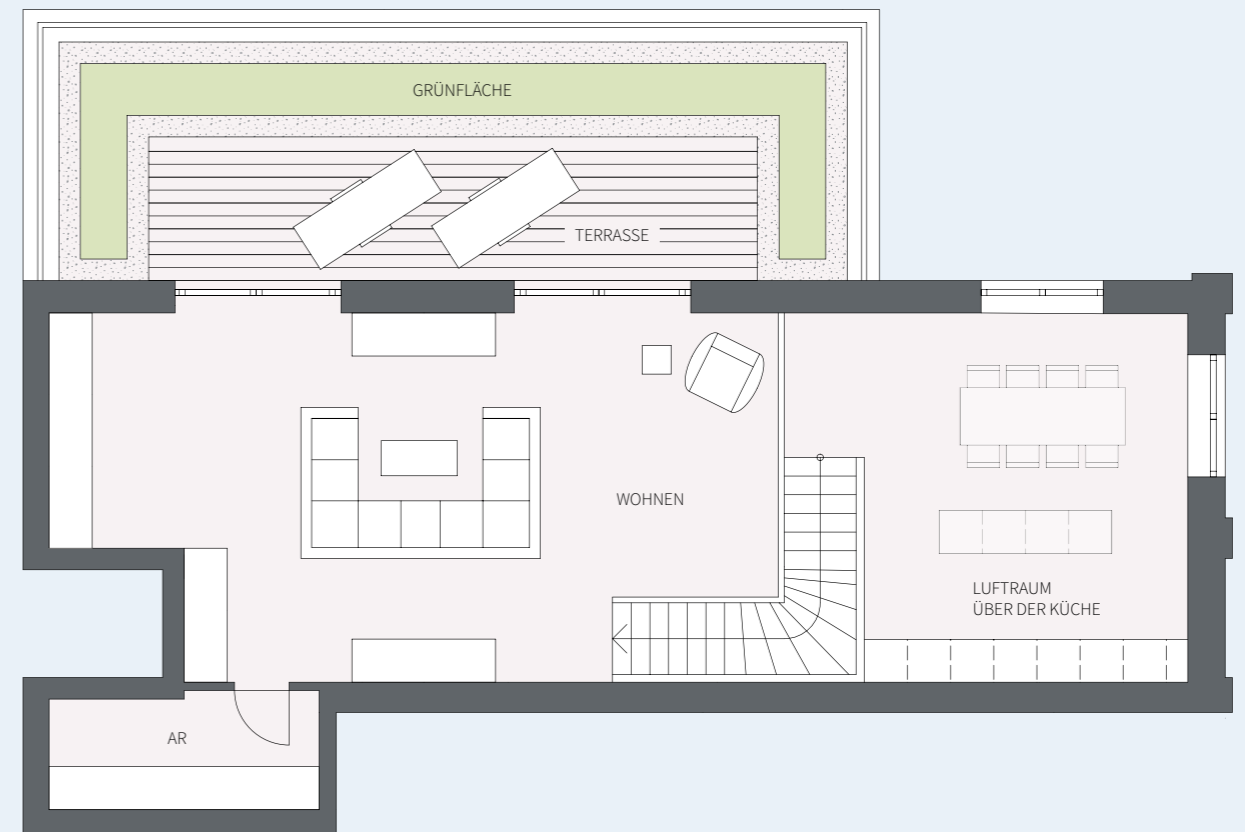 GRÜNFLÄCHE
TERRASSE
WOHNEN
LUFTRAUM
ÜBER DER KÜCHE
AR